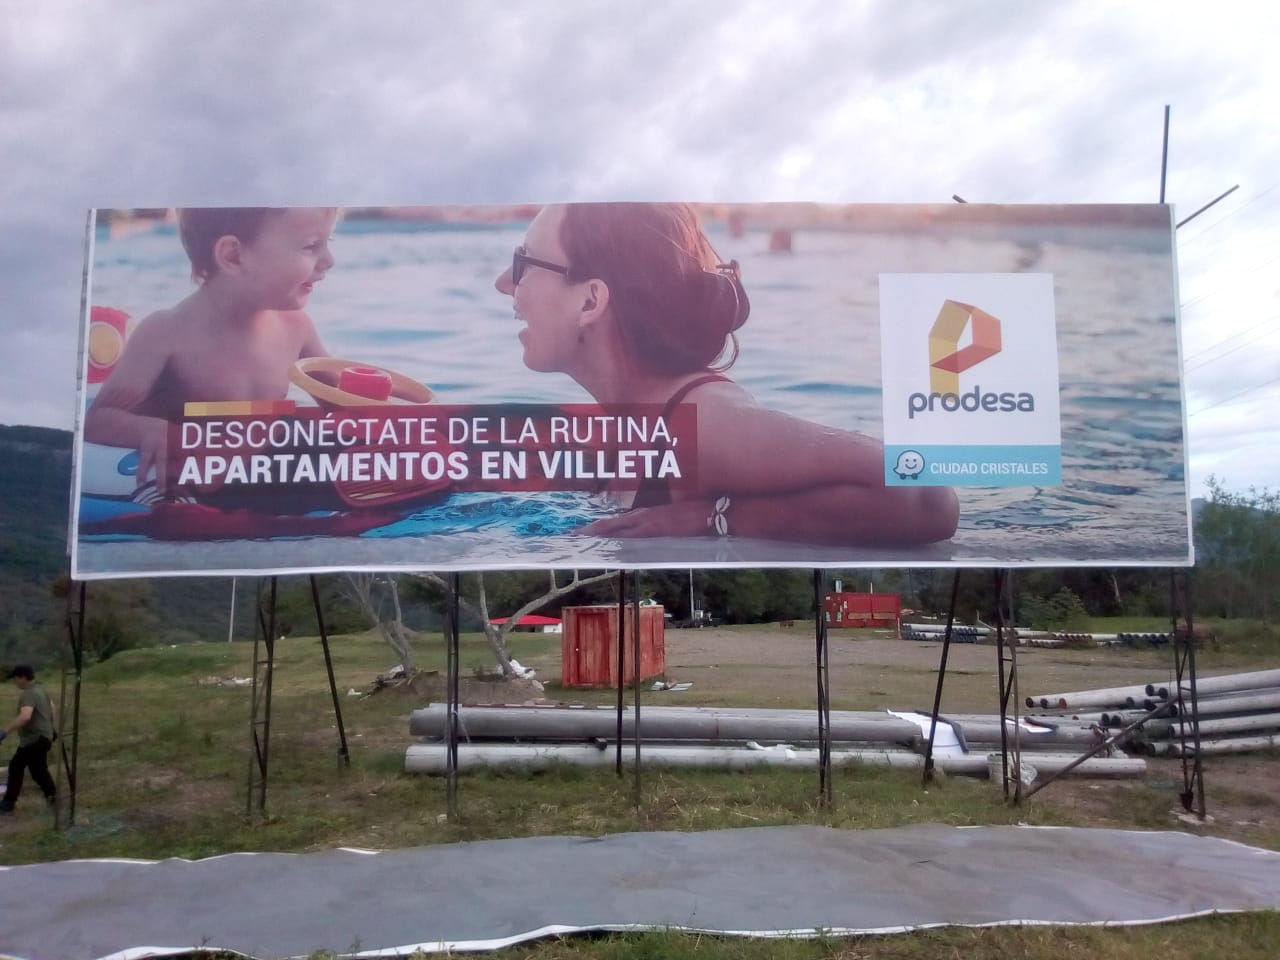 DESCONÉCTATE DE LA RUTINA,
APARTAMENTOS EN VILLETA
prodesa
CIUDAD CRISTALES